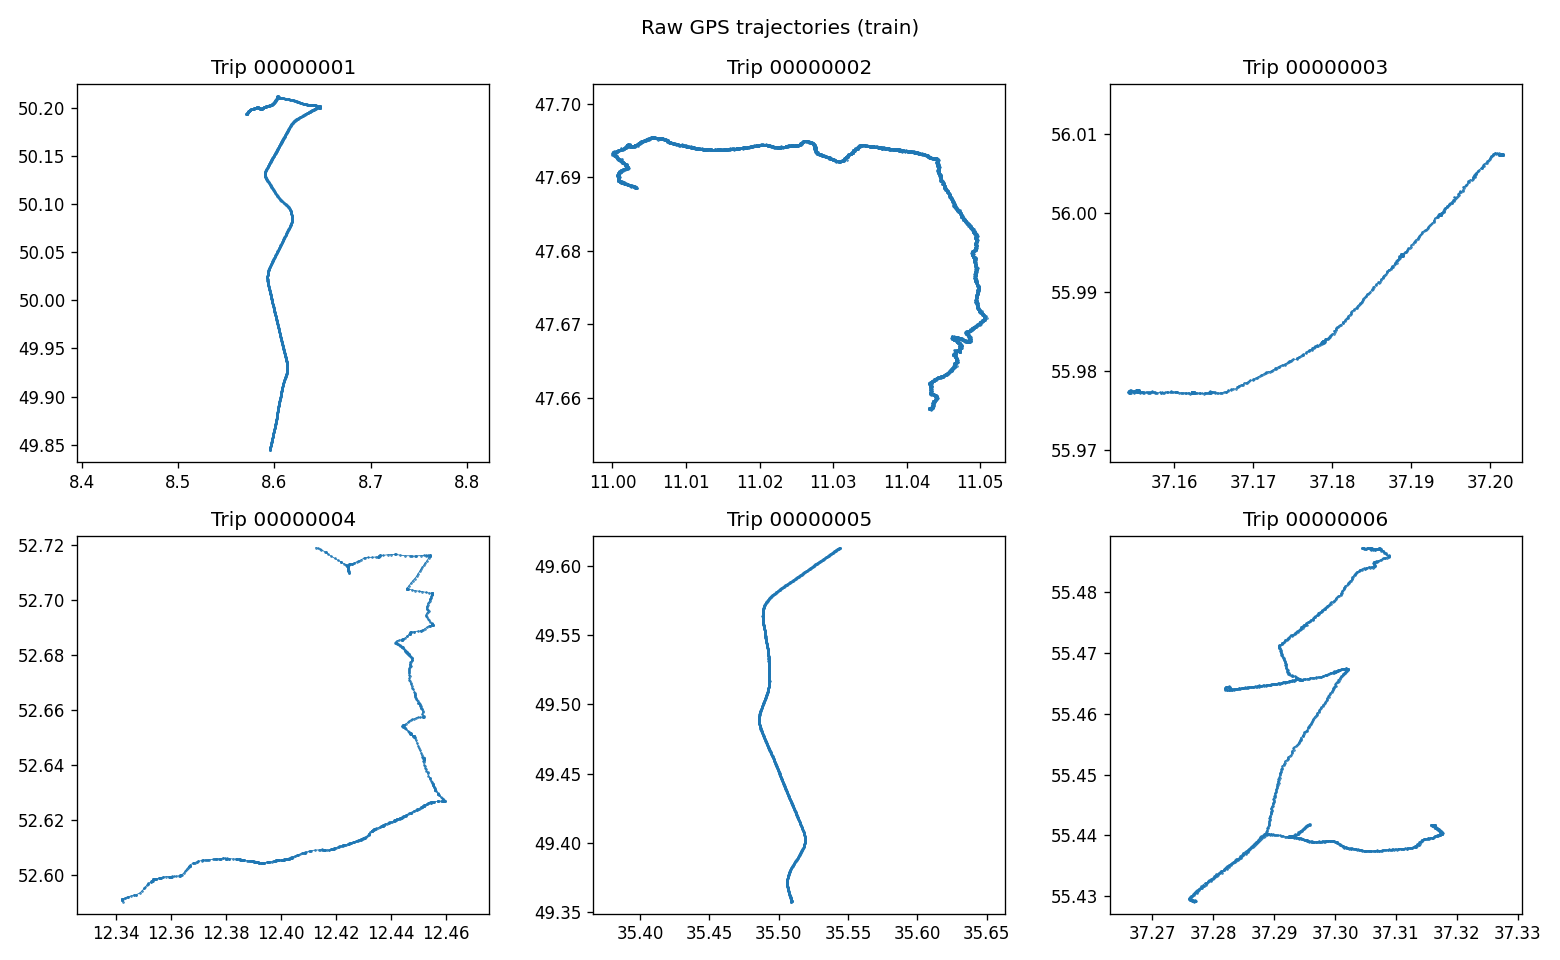 Raw GPS trajectories (train)
Trip 00000001
Trip 00000002
Trip 00000003
50.20
50.15
50.10
50.05
50.00
49.95
49.90
49.85
8.4 8.5 8.6 8.7 8.8
47.70
47.69
47.68
47.67
47.66
11.00 11.01 11.02 11.03 11.04 11.05
56.01
56.00
55.99
55.98
55.97
37.16 37.17 37.18 37.19 37.20
Trip 00000004
Trip 00000005
Trip 00000006
52.72
52.70
52.68
52.66
52.64
52.62
52.60
12.34 12.36 12.38 12.40 12.42 12.44 12.46
49.60
49.55
49.50
49.45
49.40
49.35
35.40 35.45 35.50 35.55 35.60 35.65
55.48
55.47
55.46
55.45
55.44
55.43
37.27 37.28 37.29 37.30 37.31 37.32 37.33